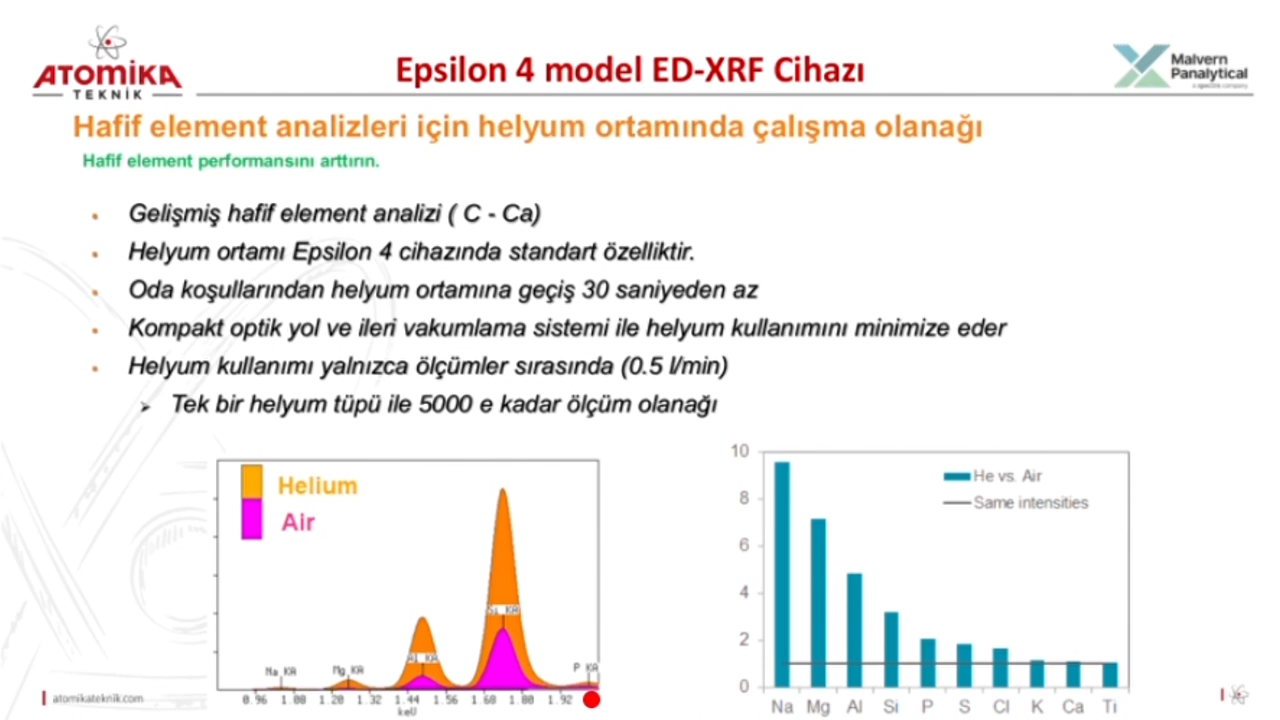 ATOMİKA
TEKNİK
Epsilon 4 model ED-XRF Cihazı
Malvern
Panalytical
a spectris company
Hafif element analizleri için helyum ortamında çalışma olanağı
Hafif element performansını arttırın.
Gelişmiş hafif element analizi ( C - Ca)
Helyum ortamı Epsilon 4 cihazında standart özelliktir.
Oda koşullarından helyum ortamına geçiş 30 saniyeden az
Kompakt optik yol ve ileri vakumlama sistemi ile helyum kullanımını minimize eder
Helyum kullanımı yalnızca ölçümler sırasında (0.5 l/min)
Tek bir helyum tüpü ile 5000 e kadar ölçüm olanağı
Helium
Air
Si KA
Al KA
Na KA Mg KA P KA
0.96 1.08 1.20 1.32 1.44 1.56 1.68 1.80 1.92
keV
10
8
6
4
2
0
He vs. Air
Same intensities
Na Mg Al Si P S Cl K Ca Ti
atomikateknik.com